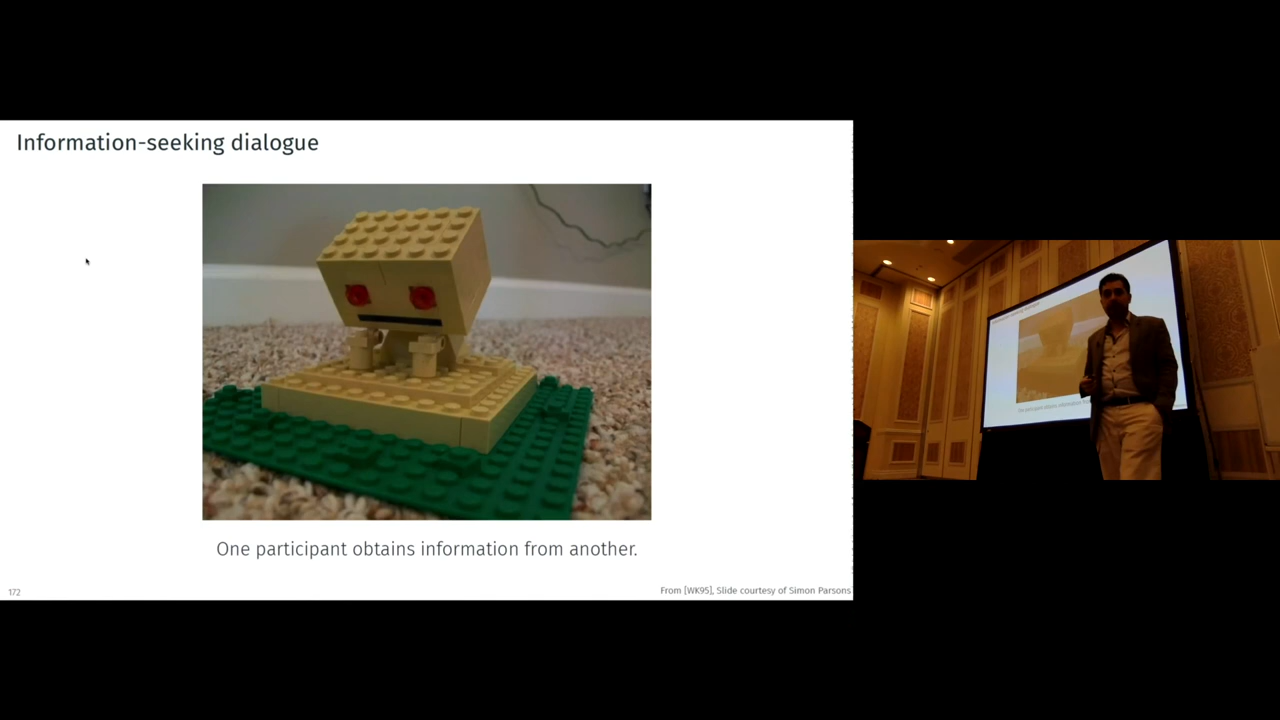 Information-seeking dialogue
One participant obtains information from another.
172
From [WK95], Slide courtesy of Simon Parsons